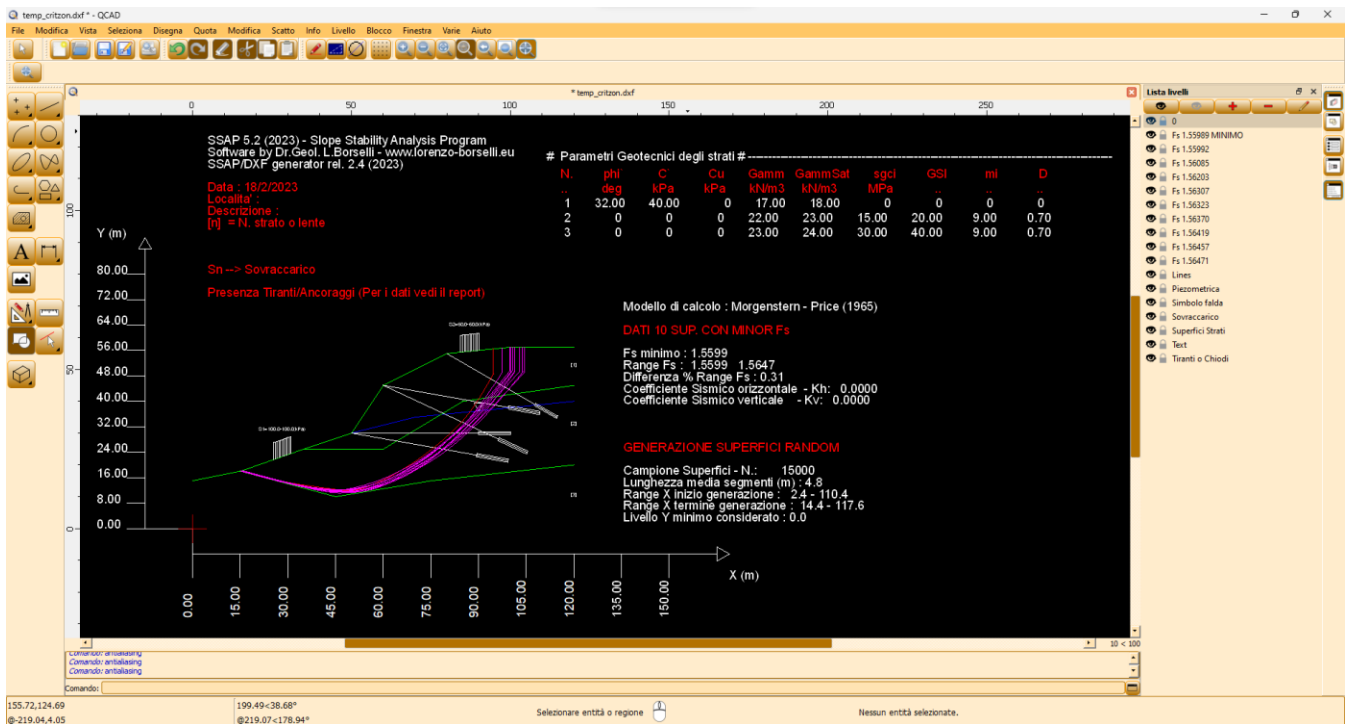 temp_critzon.dxf * - QCAD
File Modifica Vista Seleziona Disegna Quota Modifica Scatto Info Livello Blocco Finestra Varie Aiuto
* temp_critzon.dxf
0 50 100 150 200 250
100
50
0
SSAP 5.2 (2023) - Slope Stability Analysis Program
Software by Dr.Geol. L.Borselli - www.lorenzo-borselli.eu
SSAP/DXF generator rel. 2.4 (2023)
Data : 18/2/2023
Localita' :
Descrizione :
[n] = N. strato o lente
Sn --> Sovraccarico
Presenza Tiranti/Ancoraggi (Per i dati vedi il report)
# Parametri Geotecnici degli strati #
N. phi C Cu Gamm GammSat sgci GSI mi D
.. deg kPa kPa kN/m3 kN/m3 MPa .. .. ..
1 32.00 40.00 0 17.00 18.00 0 0 0 0
2 0 0 0 22.00 23.00 15.00 20.00 9.00 0.70
3 0 0 0 23.00 24.00 30.00 40.00 9.00 0.70
Y (m)
80.00
72.00
64.00
56.00
48.00
40.00
32.00
24.00
16.00
8.00
0.00
[1]
[2]
[3]
Modello di calcolo : Morgenstern - Price (1965)
DATI 10 SUP. CON MINOR Fs
Fs minimo : 1.5599
Range Fs : 1.5599 1.5647
Differenza % Range Fs : 0.31
Coefficiente Sismico orizzontale - Kh: 0.0000
Coefficiente Sismico verticale - Kv: 0.0000
GENERAZIONE SUPERFICI RANDOM
Campione Superfici - N.: 15000
Lunghezza media segmenti (m) : 4.8
Range X inizio generazione : 2.4 - 110.4
Range X termine generazione : 14.4 - 117.6
Livello Y minimo considerato : 0.0
X (m)
0.00 15.00 30.00 45.00 60.00 75.00 90.00 105.00 120.00 135.00 150.00
Lista livelli
0
Fs 1.55989 MINIMO
Fs 1.55992
Fs 1.56085
Fs 1.56203
Fs 1.56307
Fs 1.56323
Fs 1.56370
Fs 1.56419
Fs 1.56457
Fs 1.56471
Lines
Piezometrica
Simbolo falda
Sovraccarico
Superfici Strati
Text
Tiranti o Chiodi
10 < 100
Comando: antialiasing
Comando: antialiasing
Comando: antialiasing
Comando:
155.72,124.69
@-219.04,4.05
199.49<38.68°
@219.07<178.94°
Selezionare entità o regione
Nessun entità selezionate.